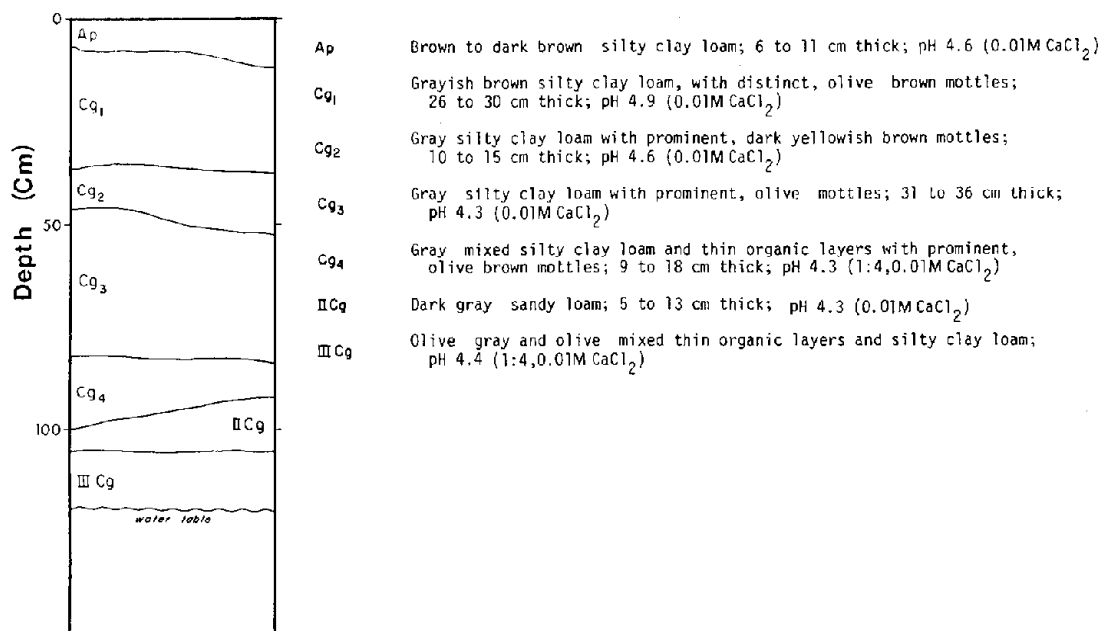 0
50
100
Depth (Cm)
Ap
Cg1
Cg2
Cg3
Cg4
IICg
IIICg
water table
Ap Brown to dark brown silty clay loam; 6 to 11 cm thick; pH 4.6 (0.01M CaCl2)
Cg1 Grayish brown silty clay loam, with distinct, olive brown mottles;
26 to 30 cm thick; pH 4.9 (0.01M CaCl2)
Cg2 Gray silty clay loam with prominent, dark yellowish brown mottles;
10 to 15 cm thick; pH 4.6 (0.01M CaCl2)
Cg3 Gray silty clay loam with prominent, olive mottles; 31 to 36 cm thick;
pH 4.3 (0.01M CaCl2)
Cg4 Gray mixed silty clay loam and thin organic layers with prominent,
olive brown mottles; 9 to 18 cm thick; pH 4.3 (1:4,0.01M CaCl2)
IICg Dark gray sandy loam; 5 to 13 cm thick; pH 4.3 (0.01M CaCl2)
IIICg Olive gray and olive mixed thin organic layers and silty clay loam;
pH 4.4 (1:4,0.01M CaCl2)